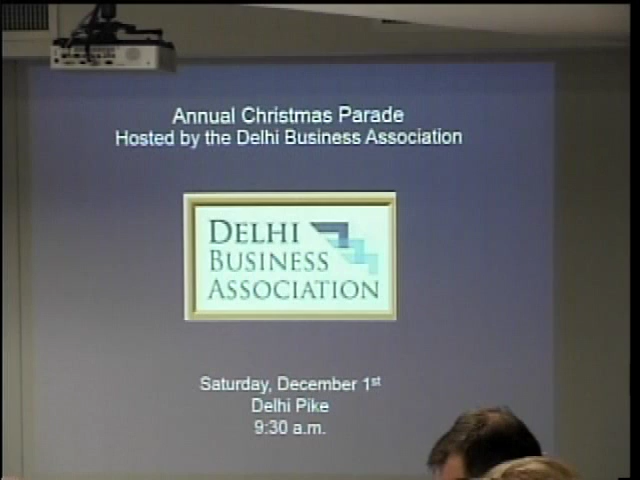 Annual Christmas Parade
Hosted by the Delhi Business Association
DELHI
BUSINESS
ASSOCIATION
Saturday, December 1st
Delhi Pike
9:30 a.m.